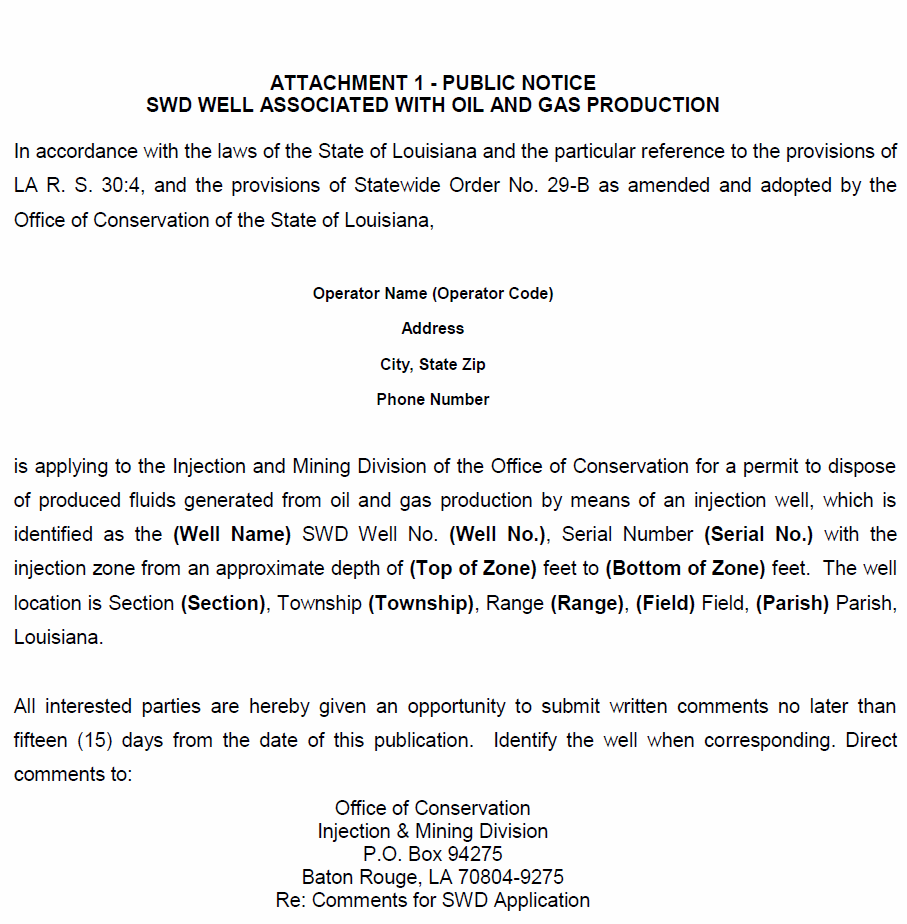 ATTACHMENT 1 - PUBLIC NOTICE
SWD WELL ASSOCIATED WITH OIL AND GAS PRODUCTION
In accordance with the laws of the State of Louisiana and the particular reference to the provisions of
LA R. S. 30:4, and the provisions of Statewide Order No. 29-B as amended and adopted by the
Office of Conservation of the State of Louisiana,
Operator Name (Operator Code)
Address
City, State Zip
Phone Number
is applying to the Injection and Mining Division of the Office of Conservation for a permit to dispose
of produced fluids generated from oil and gas production by means of an injection well, which is
identified as the (Well Name) SWD Well No. (Well No.), Serial Number (Serial No.) with the
injection zone from an approximate depth of (Top of Zone) feet to (Bottom of Zone) feet.  The well
location is Section (Section), Township (Township), Range (Range), (Field) Field, (Parish) Parish,
Louisiana.
All interested parties are hereby given an opportunity to submit written comments no later than
fifteen (15) days from the date of this publication.  Identify the well when corresponding. Direct
comments to:
Office of Conservation
Injection & Mining Division
P.O. Box 94275
Baton Rouge, LA 70804-9275
Re: Comments for SWD Application